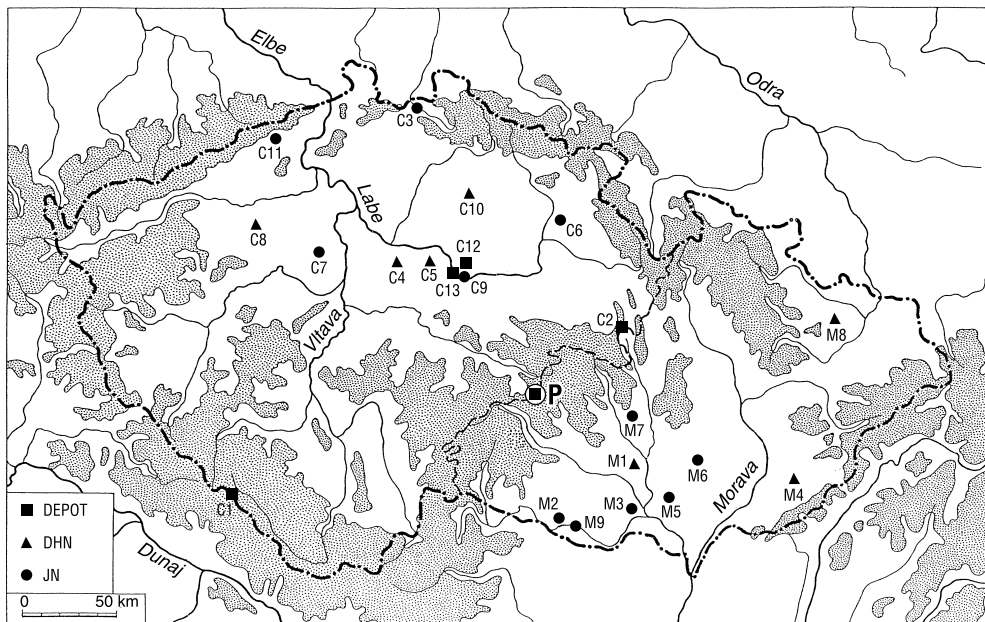 Elbe
Odra
C3
C11
Labe
C10
C8
C6
C12
C7
C4
C5
C9
C13
Vltava
C2
M8
P
M7
M1
M6
Morava
M4
C1
M5
M3
M2
M9
DEPOT
DHN
JN
Dunaj
0 50 km